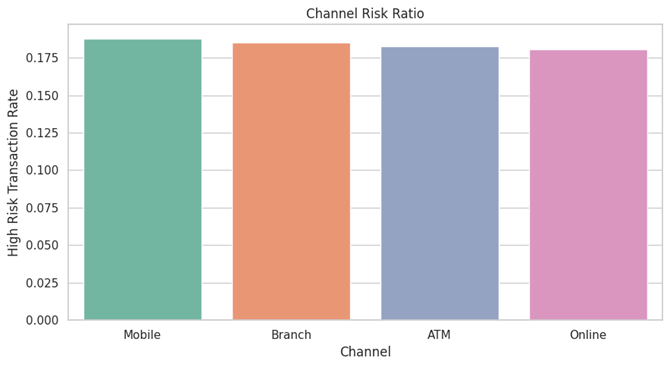 Channel Risk Ratio
High Risk Transaction Rate
0.175
0.150
0.125
0.100
0.075
0.050
0.025
0.000
Mobile Branch ATM Online
Channel